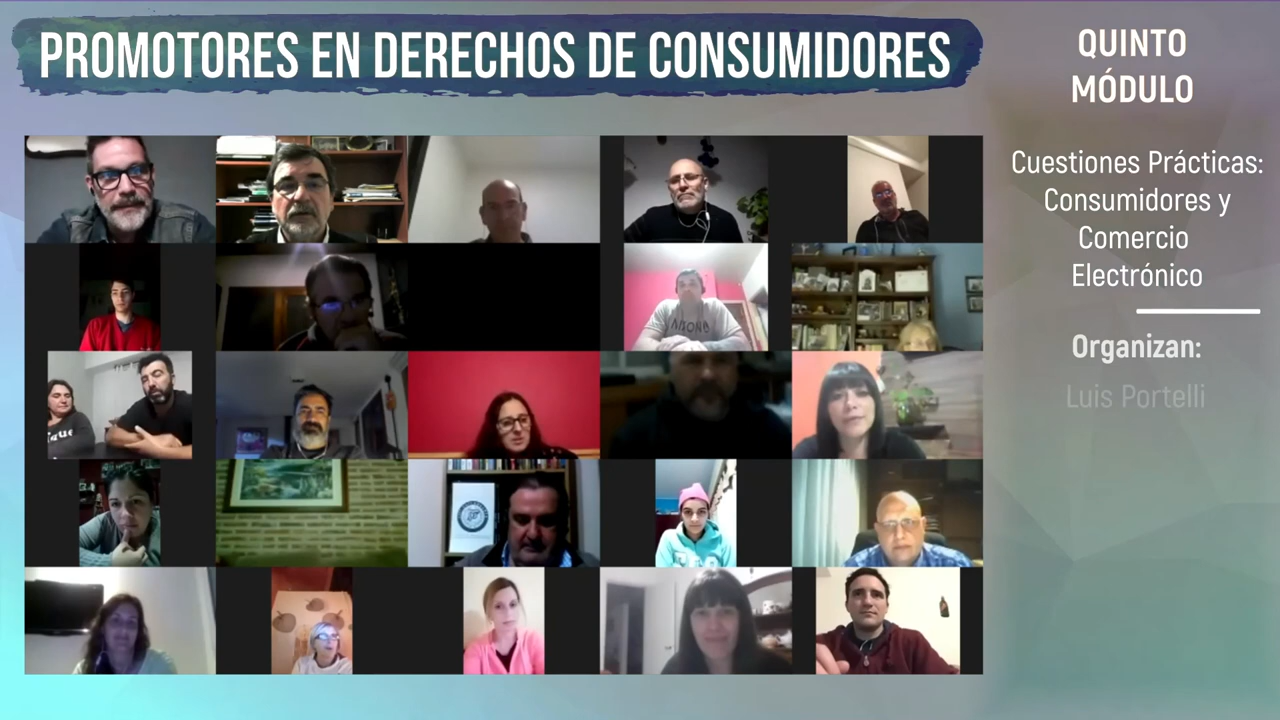 PROMOTORES EN DERECHOS DE CONSUMIDORES
QUINTO
MÓDULO
Cuestiones Prácticas:
Consumidores y
Comercio
Electrónico
Organizan:
Luis Portelli